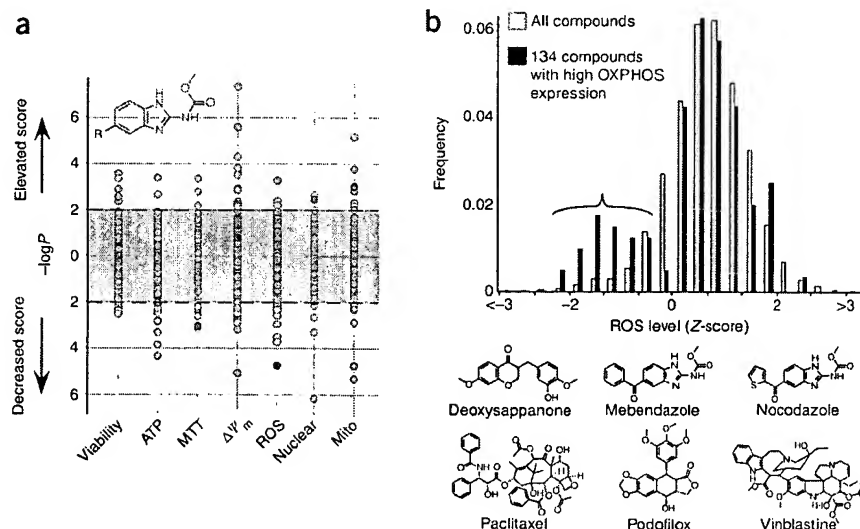 a
Elevated score
−logP
Decreased score
6
4
2
0
2
4
6
H
N
O
O
N
NH
R
Viability
ATP
MTT
ΔΨm
ROS
Nuclear
Mito
b
All compounds
134 compounds
with high OXPHOS
expression
Frequency
0.06
0.04
0.02
0
<−3
−2
0
2
>3
ROS level (Z-score)
Deoxysappanone
Mebendazole
Nocodazole
Paclitaxel
Podofilox
Vinblastine